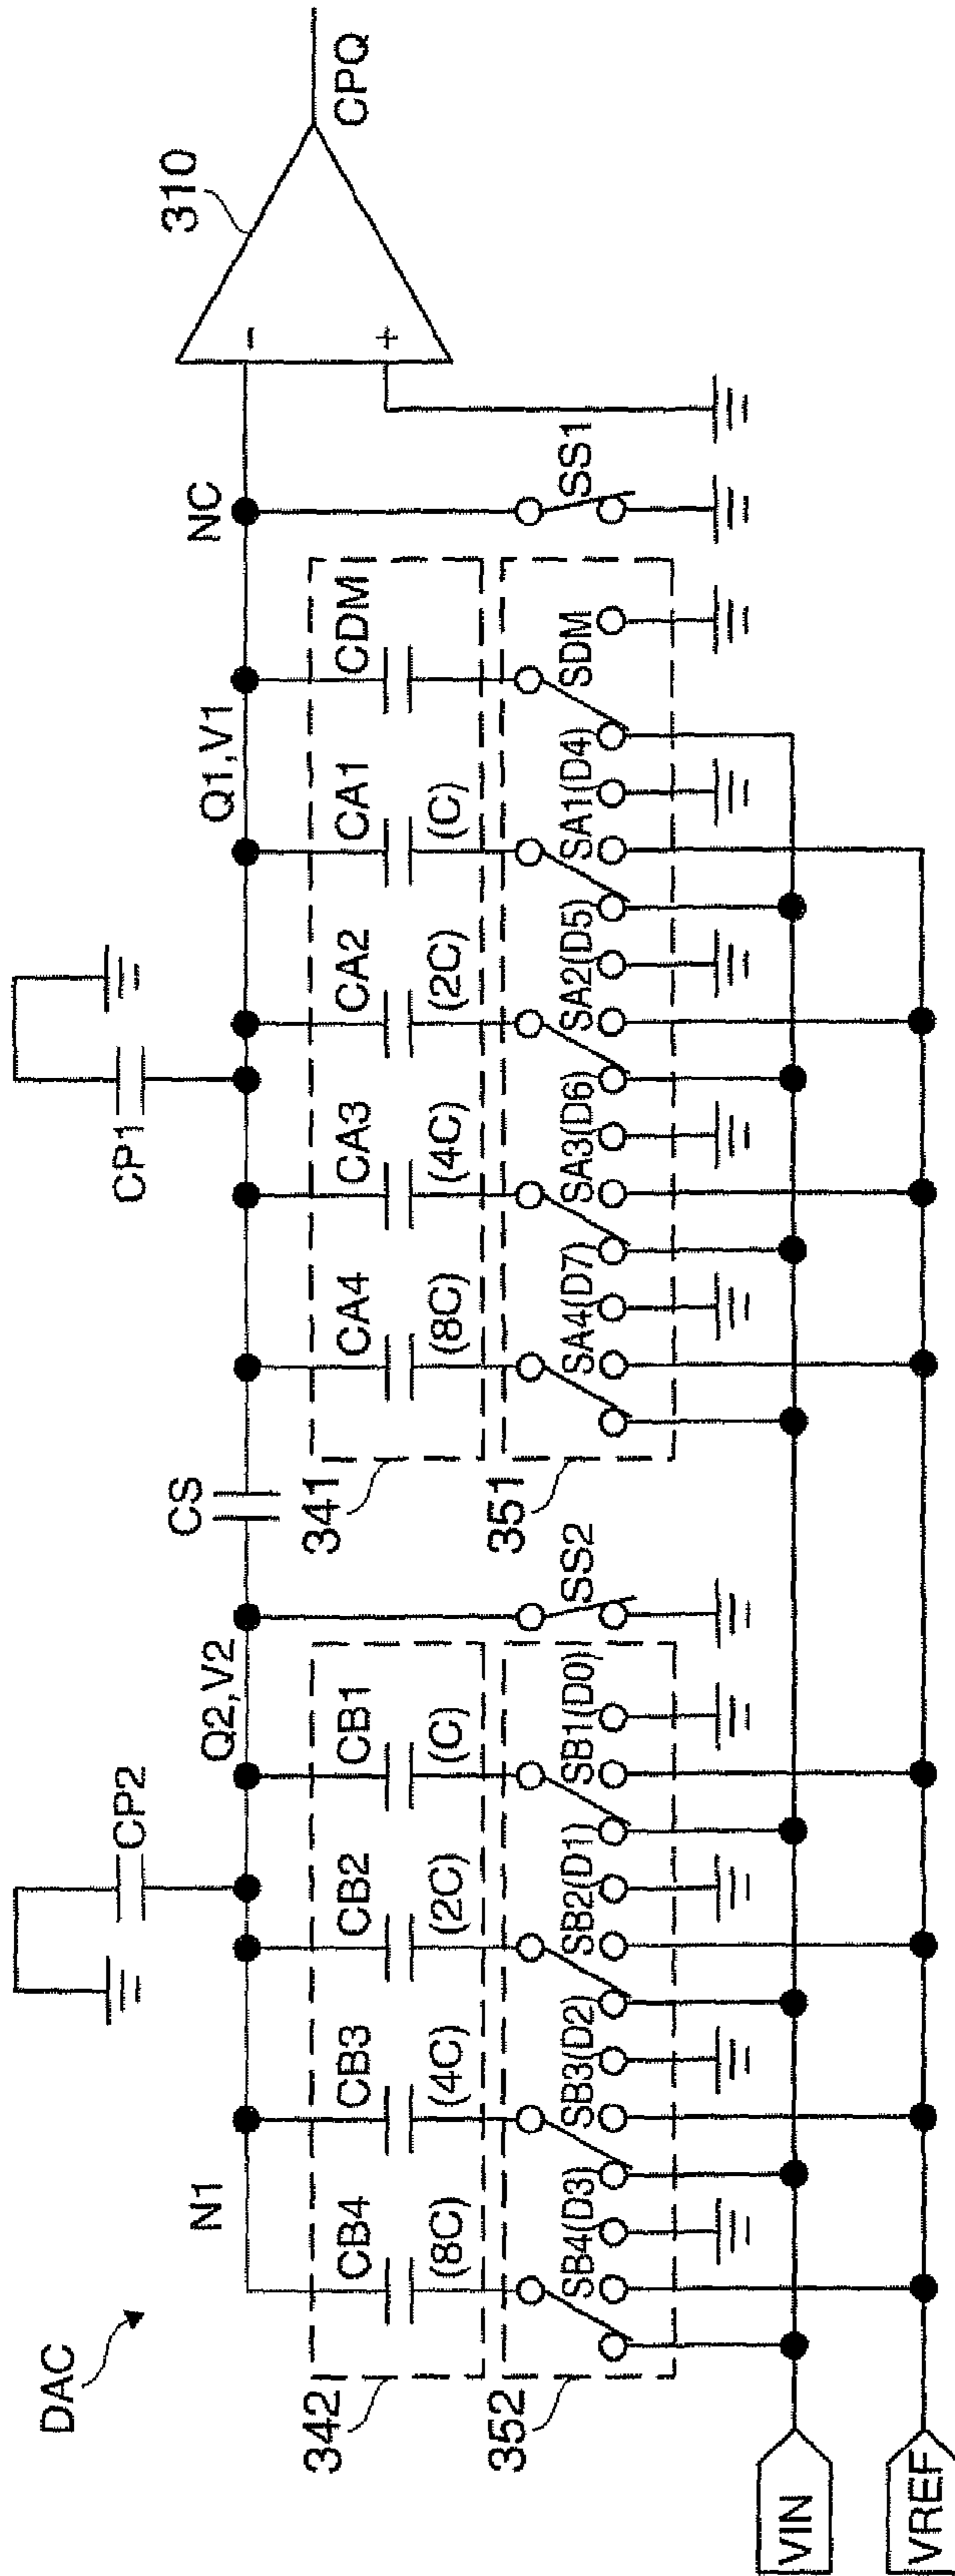 DAC
N1
Q2,V2
CP2
CS
CP1
Q1,V1
NC
310
CPQ
-
+
342
CB4
(8C)
CB3
(4C)
CB2
(2C)
CB1
(C)
SS2
341
CA4
(8C)
CA3
(4C)
CA2
(2C)
CA1
(C)
CDM
SS1
352
SB4(D3)
SB3(D2)
SB2(D1)
SB1(D0)
351
SA4(D7)
SA3(D6)
SA2(D5)
SA1(D4)
SDM
VIN
VREF